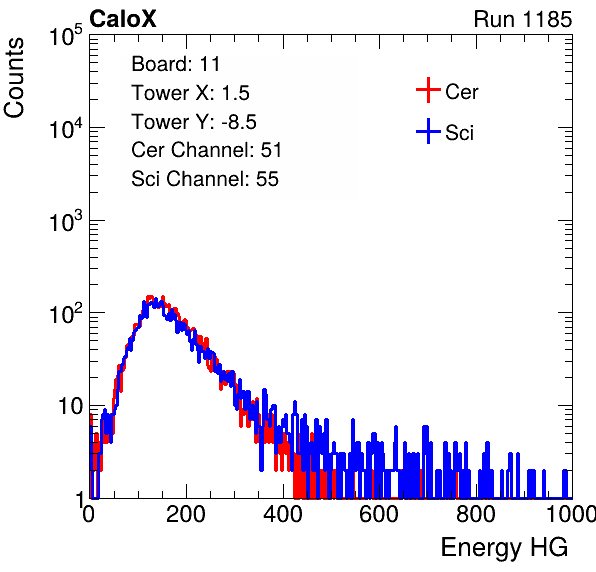 CaloX Run 1185
Counts
10^5
10^4
10^3
10^2
10
1
Board: 11
Tower X: 1.5
Tower Y: -8.5
Cer Channel: 51
Sci Channel: 55
Cer
Sci
0 200 400 600 800 1000
Energy HG